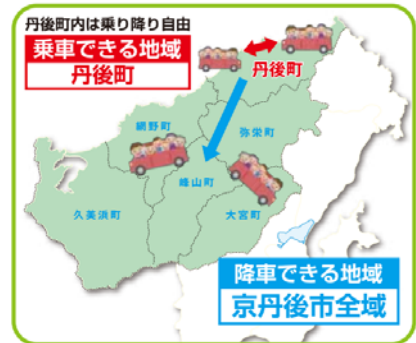 丹後町内は乗り降り自由
乗車できる地域
丹後町
丹後町
網野町
弥栄町
峰山町
久美浜町
大宮町
降車できる地域
京丹後市全域